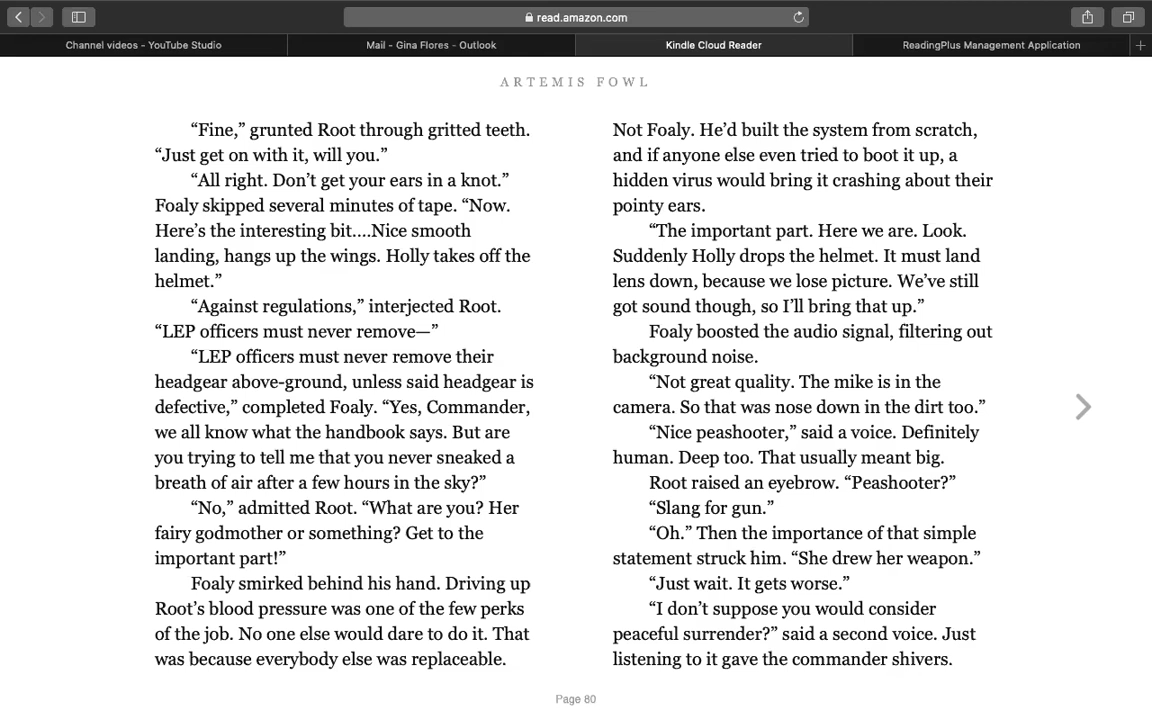 read.amazon.com
Channel videos - YouTube Studio
Mail - Gina Flores - Outlook
Kindle Cloud Reader
ReadingPlus Management Application
ARTEMIS FOWL
“Fine,” grunted Root through gritted teeth.
“Just get on with it, will you.”
“All right. Don’t get your ears in a knot.”
Foaly skipped several minutes of tape. “Now.
Here’s the interesting bit....Nice smooth
landing, hangs up the wings. Holly takes off the
helmet.”
“Against regulations,” interjected Root.
“LEP officers must never remove—”
“LEP officers must never remove their
headgear above-ground, unless said headgear is
defective,” completed Foaly. “Yes, Commander,
we all know what the handbook says. But are
you trying to tell me that you never sneaked a
breath of air after a few hours in the sky?”
“No,” admitted Root. “What are you? Her
fairy godmother or something? Get to the
important part!”
Foaly smirked behind his hand. Driving up
Root’s blood pressure was one of the few perks
of the job. No one else would dare to do it. That
was because everybody else was replaceable.
Not Foaly. He’d built the system from scratch,
and if anyone else even tried to boot it up, a
hidden virus would bring it crashing about their
pointy ears.
“The important part. Here we are. Look.
Suddenly Holly drops the helmet. It must land
lens down, because we lose picture. We’ve still
got sound though, so I’ll bring that up.”
Foaly boosted the audio signal, filtering out
background noise.
“Not great quality. The mike is in the
camera. So that was nose down in the dirt too.”
“Nice peashooter,” said a voice. Definitely
human. Deep too. That usually meant big.
Root raised an eyebrow. “Peashooter?”
“Slang for gun.”
“Oh.” Then the importance of that simple
statement struck him. “She drew her weapon.”
“Just wait. It gets worse.”
“I don’t suppose you would consider
peaceful surrender?” said a second voice. Just
listening to it gave the commander shivers.
Page 80